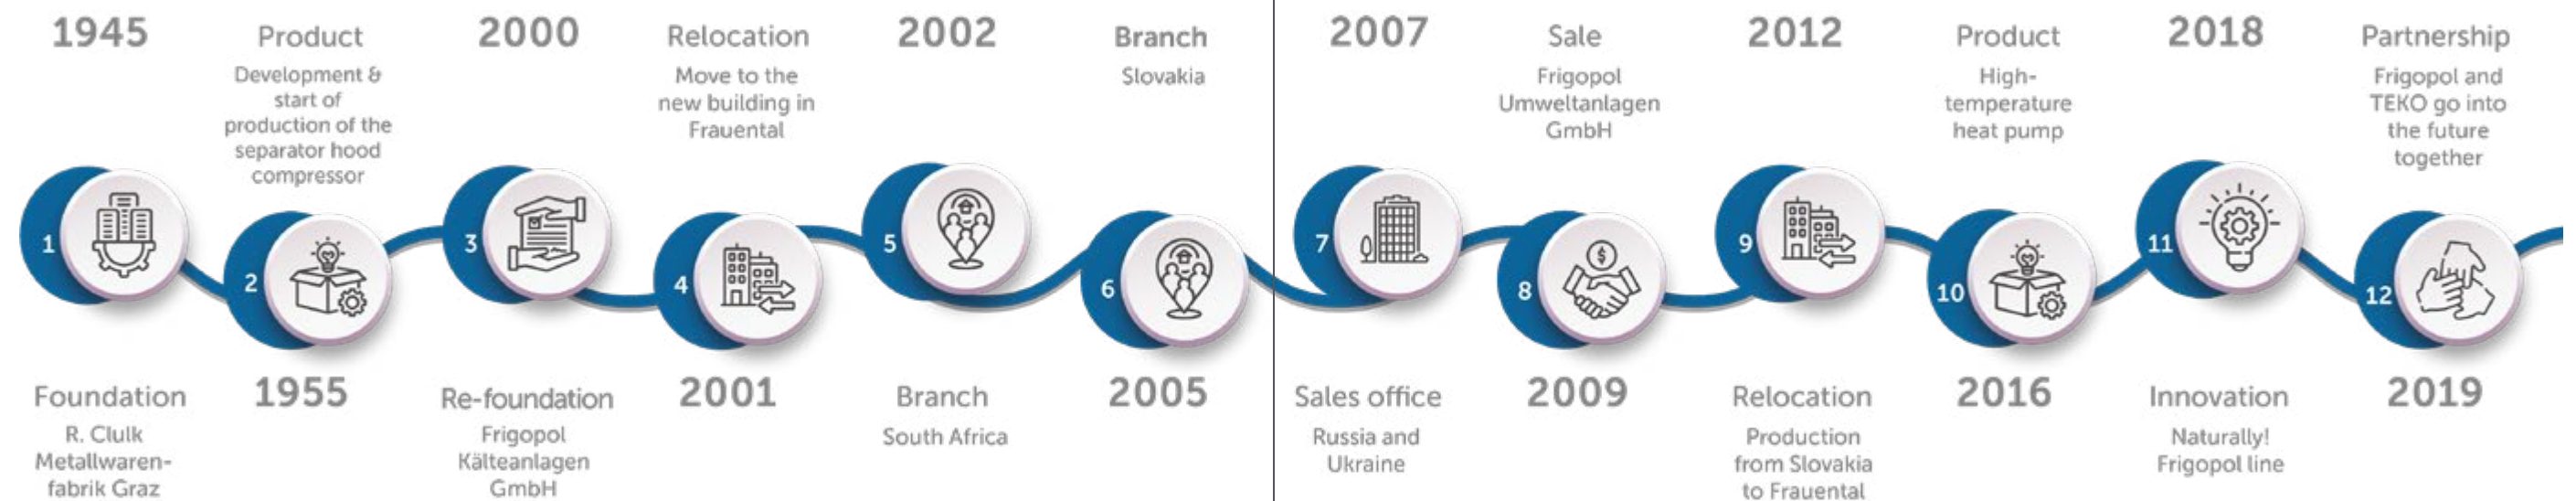 1945
Foundation
R. Clulk
Metallwaren-
fabrik Graz
1
Product
Development &
start of
production of the
separator hood
compressor
2
1955
2000
3
Re-foundation
Frigopol
Kälteanlagen
GmbH
Relocation
Move to the
new building in
Frauental
4
2001
2002
5
Branch
South Africa
Branch
Slovakia
6
2005
2007
7
Sales office
Russia and
Ukraine
Sale
Frigopol
Umweltanlagen
GmbH
8
2009
2012
9
Relocation
Production
from Slovakia
to Frauental
Product
High-
temperature
heat pump
10
2016
2018
11
Innovation
Naturally!
Frigopol line
Partnership
Frigopol and
TEKO go into
the future
together
12
2019